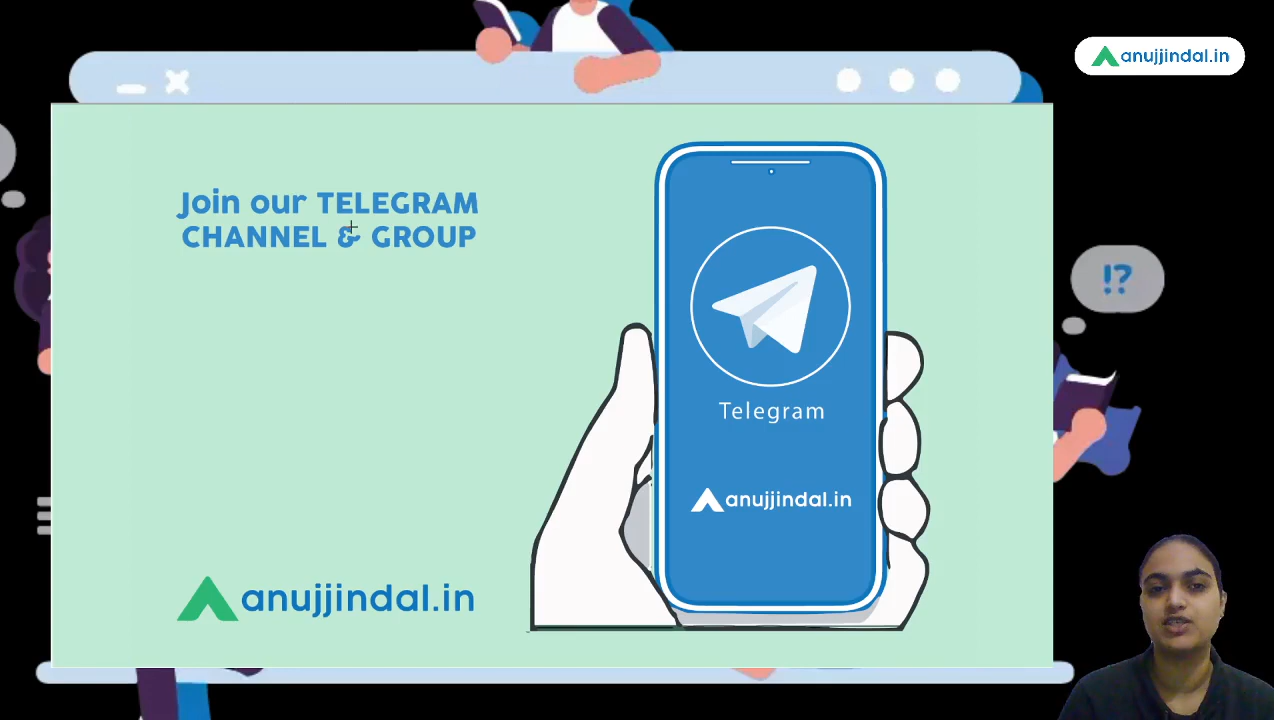 anujjindal.in
Join our TELEGRAM
CHANNEL & GROUP
!?
Telegram
anujjindal.in
anujjindal.in